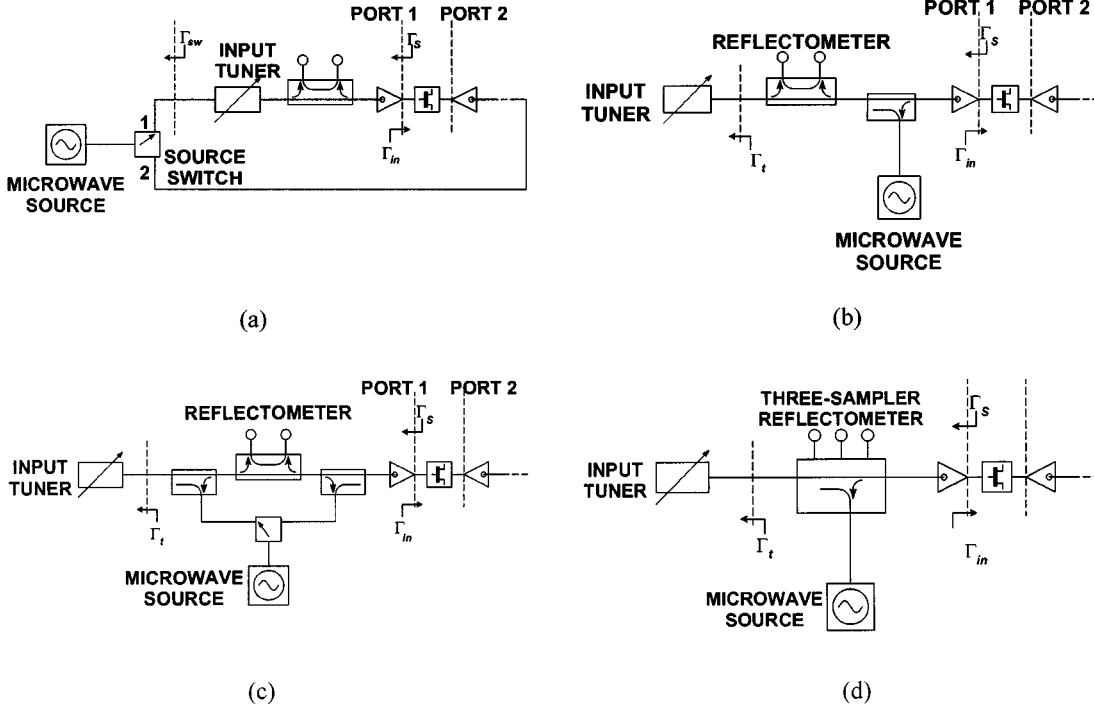 PORT 1 PORT 2
Γsw
INPUT
TUNER
ΓS
Γin
1
2
SOURCE
SWITCH
MICROWAVE
SOURCE
(a)
PORT 1 PORT 2
REFLECTOMETER
ΓS
INPUT
TUNER
Γt
Γin
MICROWAVE
SOURCE
(b)
PORT 1 PORT 2
REFLECTOMETER
ΓS
INPUT
TUNER
Γt
Γin
MICROWAVE
SOURCE
(c)
THREE-SAMPLER
REFLECTOMETER
ΓS
INPUT
TUNER
Γt
Γin
MICROWAVE
SOURCE
(d)